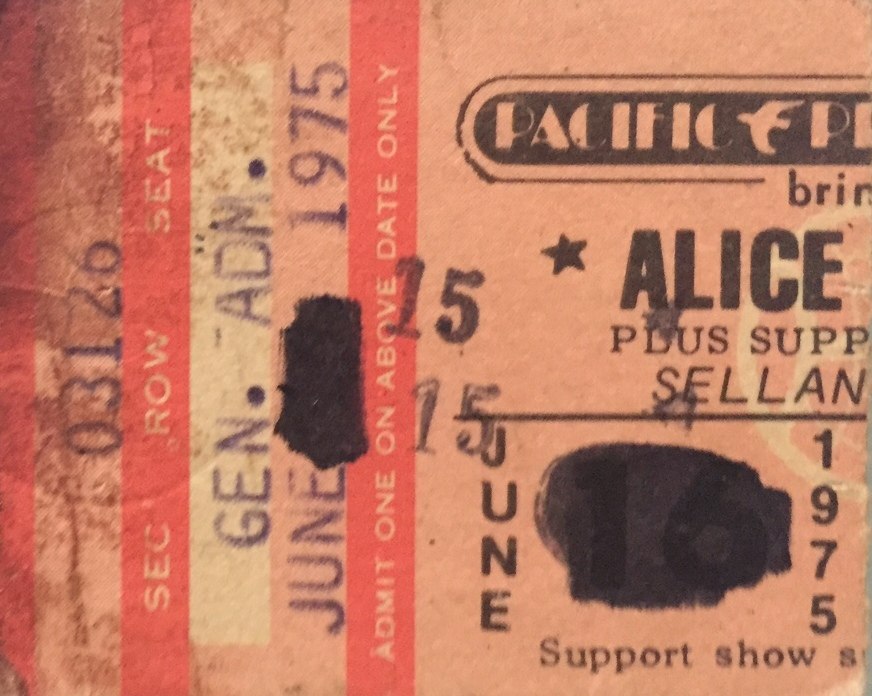 03126
SEC ROW SEAT
GEN. ADM.
JUNE 1975
ADMIT ONE ON ABOVE DATE ONLY
15
15
PACIFIC
★ ALICE
PLUS SUPP
SELLAN
JUNE 16 1975
Support show